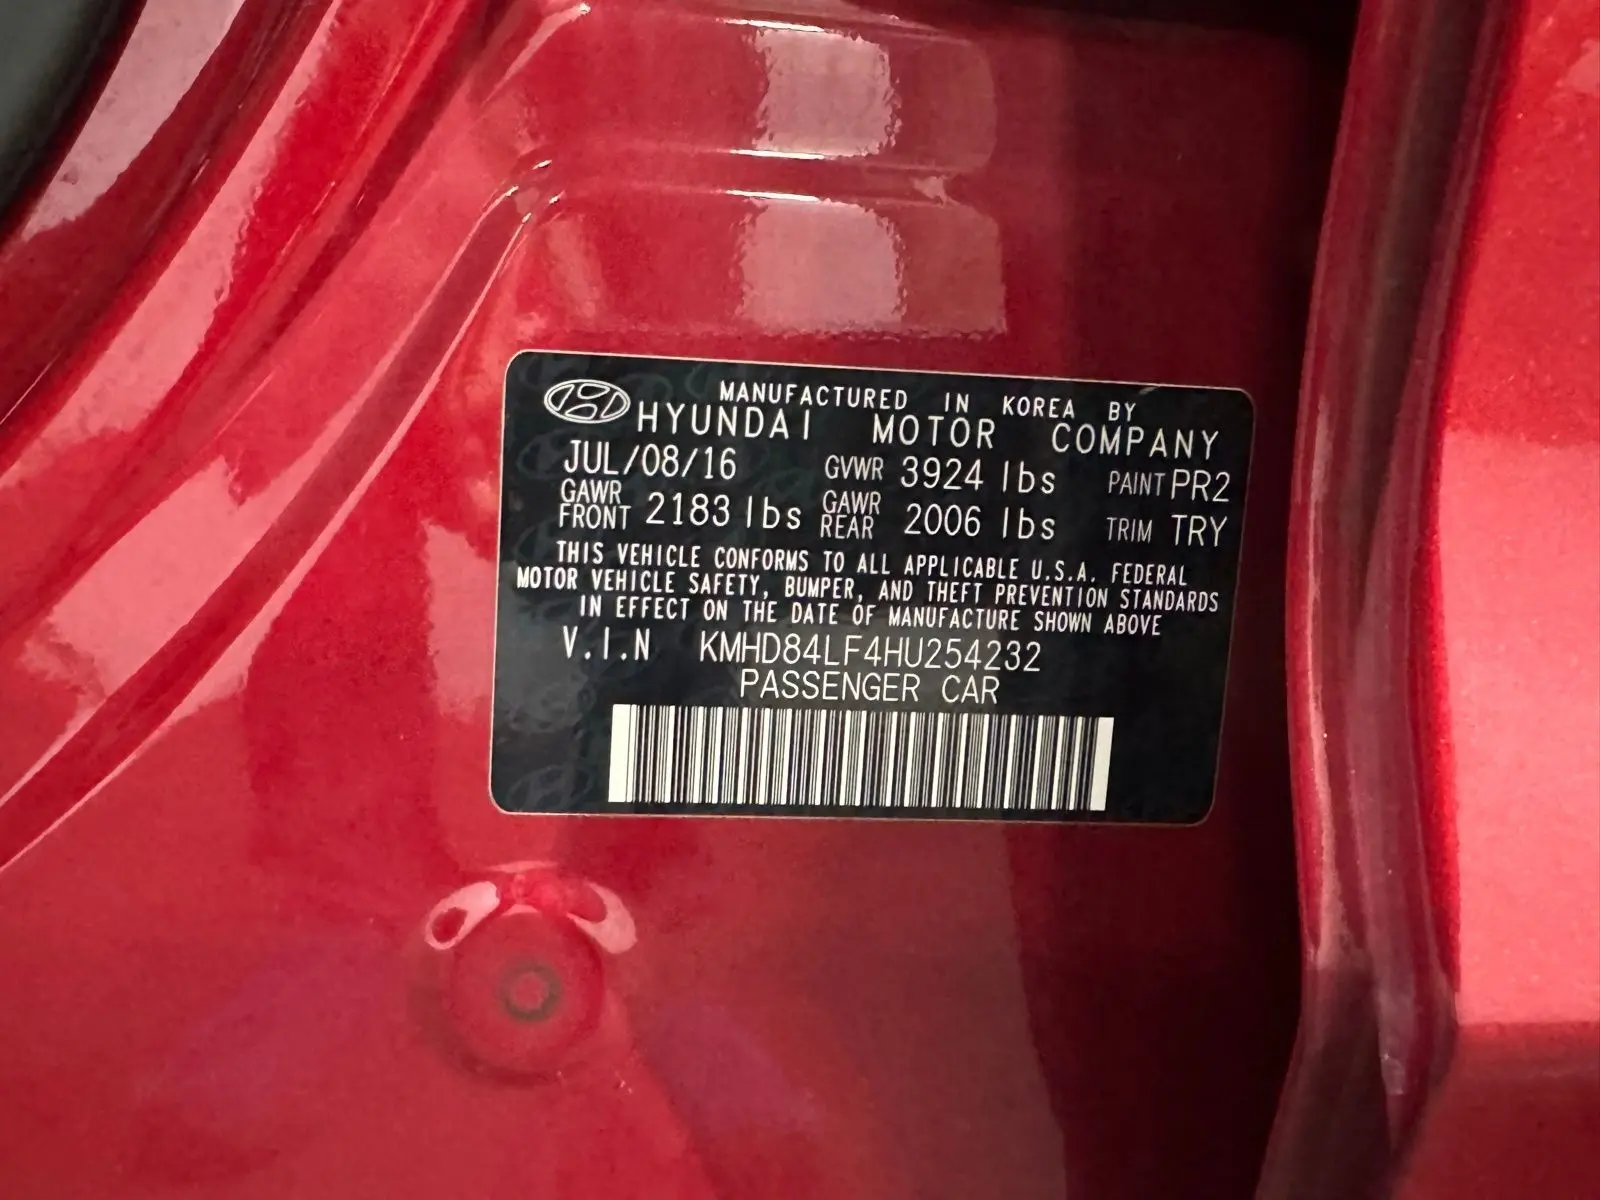 MANUFACTURED IN KOREA BY
HYUNDAI MOTOR COMPANY
JUL/08/16 GVWR 3924 lbs PAINT PR2
GAWR FRONT 2183 lbs GAWR REAR 2006 lbs TRIM TRY
THIS VEHICLE CONFORMS TO ALL APPLICABLE U.S.A. FEDERAL
MOTOR VEHICLE SAFETY, BUMPER, AND THEFT PREVENTION STANDARDS
IN EFFECT ON THE DATE OF MANUFACTURE SHOWN ABOVE
V.I.N KMHD84LF4HU254232
PASSENGER CAR